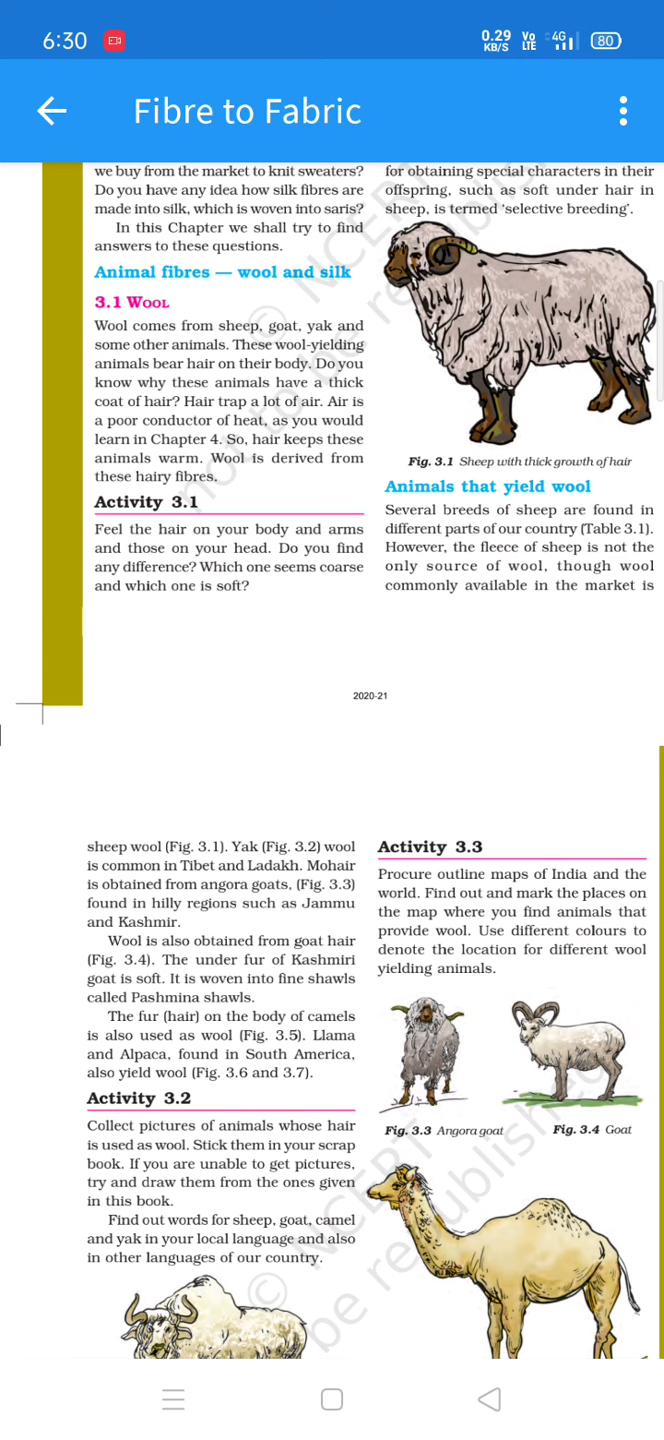 6:30
0.29 KB/S
Vo LTE
4G
80
Fibre to Fabric
we buy from the market to knit sweaters?
Do you have any idea how silk fibres are
made into silk, which is woven into saris?
In this Chapter we shall try to find
answers to these questions.
Animal fibres — wool and silk
3.1 WOOL
Wool comes from sheep, goat, yak and
some other animals. These wool-yielding
animals bear hair on their body. Do you
know why these animals have a thick
coat of hair? Hair trap a lot of air. Air is
a poor conductor of heat, as you would
learn in Chapter 4. So, hair keeps these
animals warm. Wool is derived from
these hairy fibres.
Activity 3.1
Feel the hair on your body and arms
and those on your head. Do you find
any difference? Which one seems coarse
and which one is soft?
for obtaining special characters in their
offspring, such as soft under hair in
sheep, is termed ‘selective breeding’.
Fig. 3.1 Sheep with thick growth of hair
Animals that yield wool
Several breeds of sheep are found in
different parts of our country (Table 3.1).
However, the fleece of sheep is not the
only source of wool, though wool
commonly available in the market is
© NCERT
not to be republis
2020-21
sheep wool (Fig. 3.1). Yak (Fig. 3.2) wool
is common in Tibet and Ladakh. Mohair
is obtained from angora goats, (Fig. 3.3)
found in hilly regions such as Jammu
and Kashmir.
Wool is also obtained from goat hair
(Fig. 3.4). The under fur of Kashmiri
goat is soft. It is woven into fine shawls
called Pashmina shawls.
The fur (hair) on the body of camels
is also used as wool (Fig. 3.5). Llama
and Alpaca, found in South America,
also yield wool (Fig. 3.6 and 3.7).
Activity 3.2
Collect pictures of animals whose hair
is used as wool. Stick them in your scrap
book. If you are unable to get pictures,
try and draw them from the ones given
in this book.
Find out words for sheep, goat, camel
and yak in your local language and also
in other languages of our country.
Activity 3.3
Procure outline maps of India and the
world. Find out and mark the places on
the map where you find animals that
provide wool. Use different colours to
denote the location for different wool
yielding animals.
Fig. 3.3 Angora goat
Fig. 3.4 Goat
© NCERT
be republished